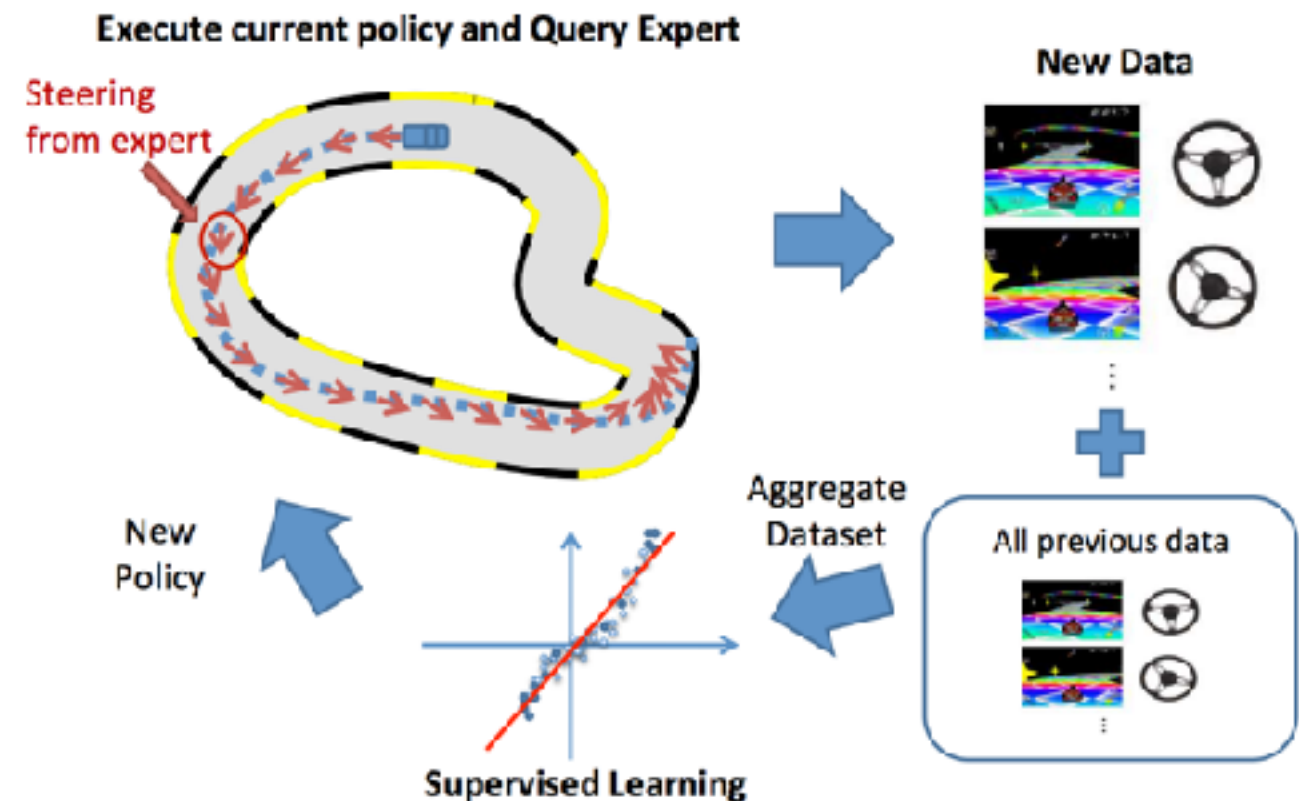 Execute current policy and Query Expert
Steering
from expert
New Data
Aggregate
Dataset
All previous data
New
Policy
Supervised Learning